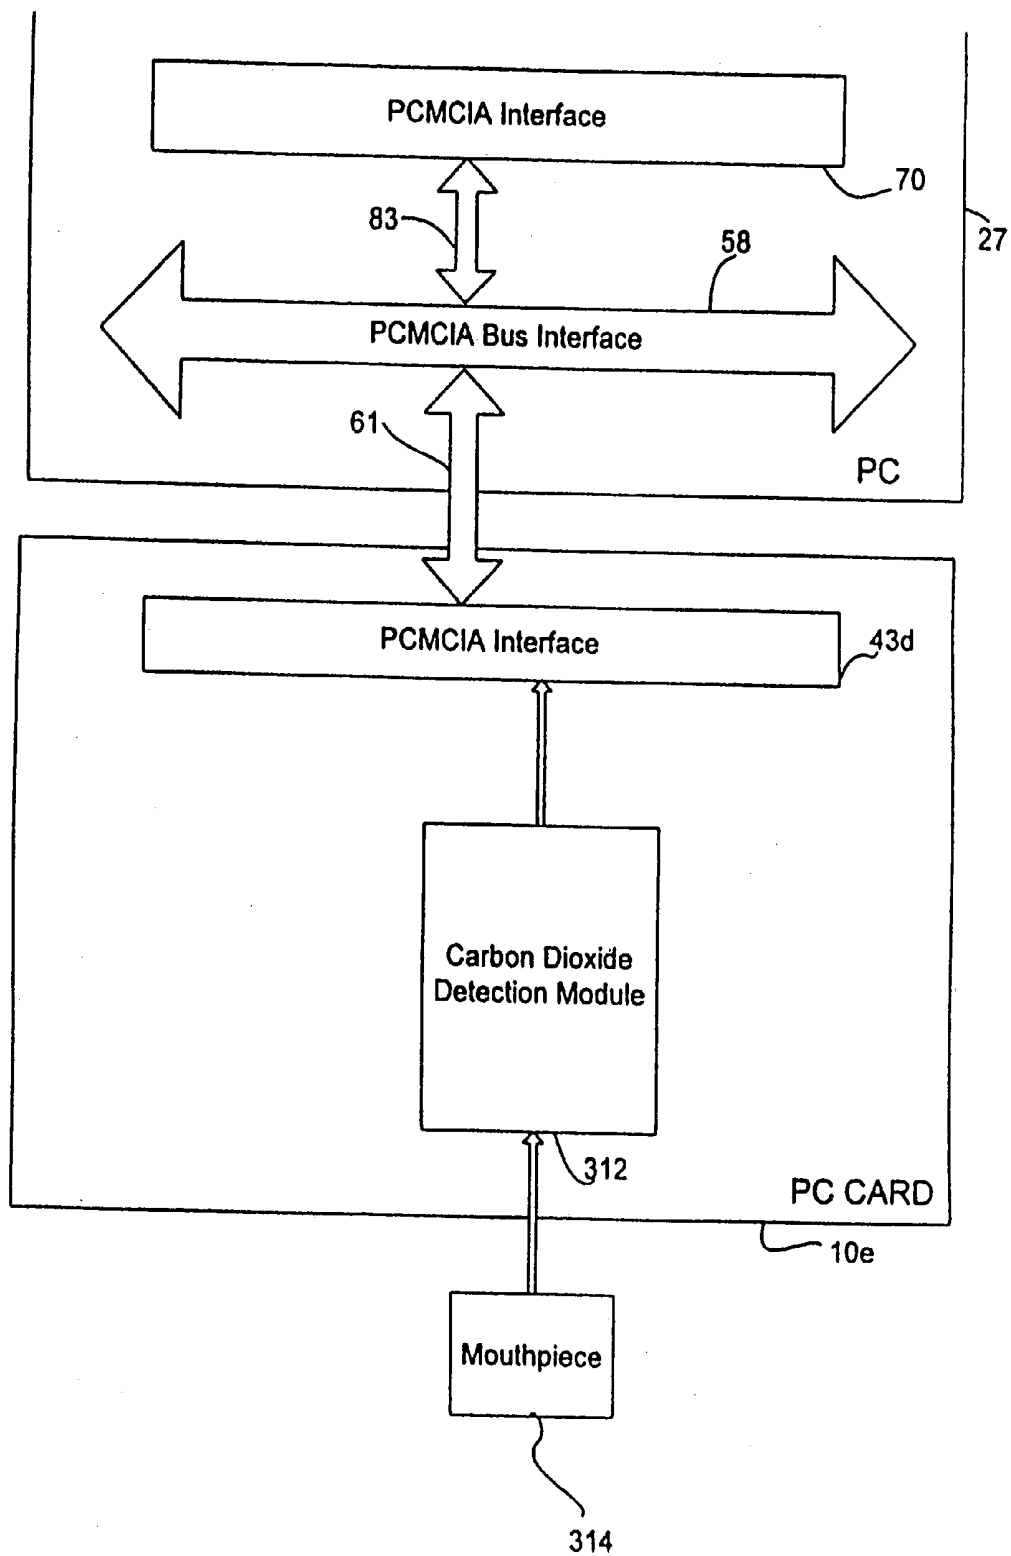 PCMCIA Interface
70
83
27
58
PCMCIA Bus Interface
61
PC
PCMCIA Interface
43d
Carbon Dioxide
Detection Module
312
PC CARD
10e
Mouthpiece
314